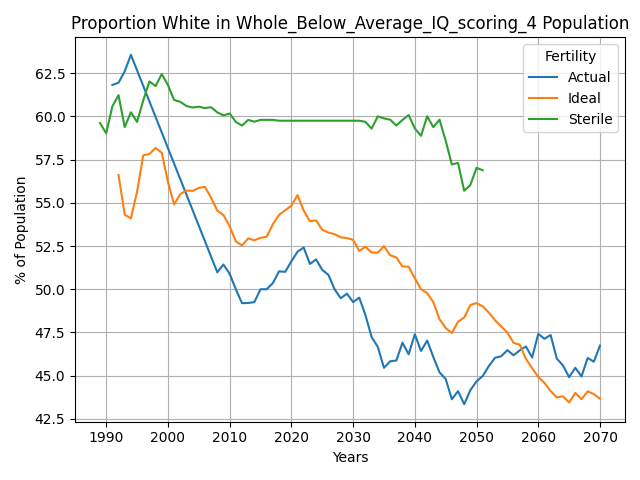 Proportion White in Whole_Below_Average_IQ_scoring_4 Population
Fertility
Actual
Ideal
Sterile
% of Population
62.5
60.0
57.5
55.0
52.5
50.0
47.5
45.0
42.5
1990 2000 2010 2020 2030 2040 2050 2060 2070
Years